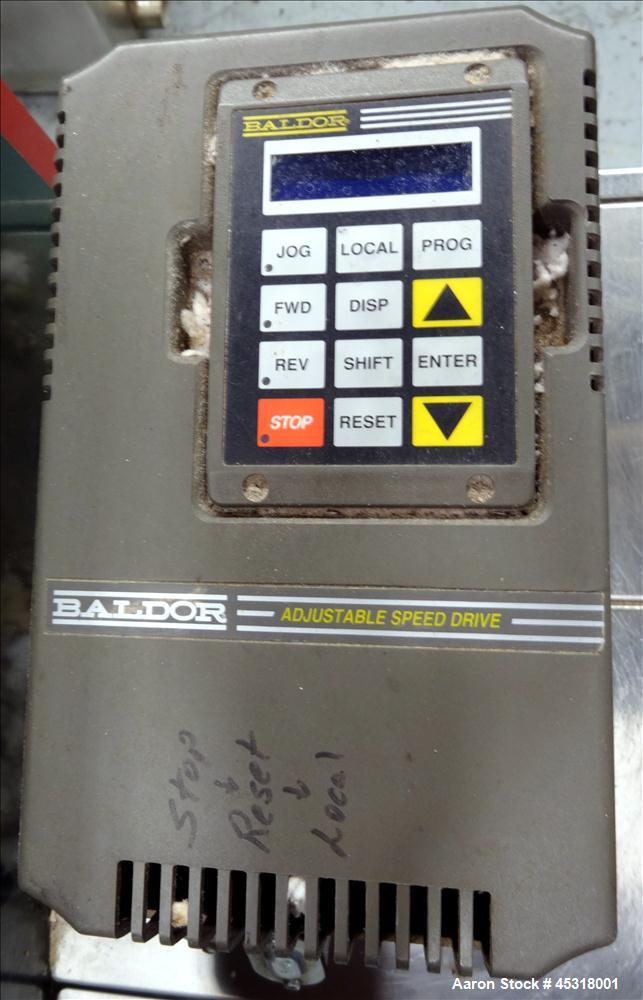 BALDOR
JOG LOCAL PROG
FWD DISP
REV SHIFT ENTER
STOP RESET
BALDOR ADJUSTABLE SPEED DRIVE
Stop
↓
Reset
↓
Local
Aaron Stock #45318001